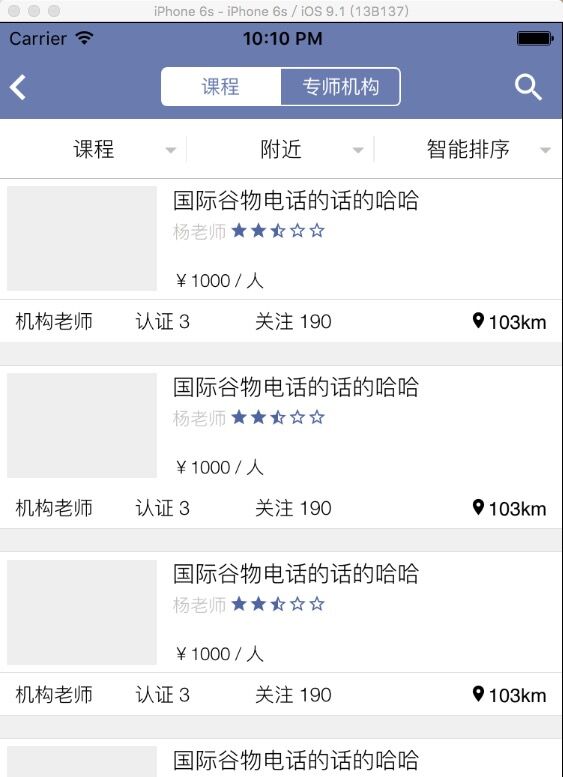 iPhone 6s - iPhone 6s / iOS 9.1 (13B137)
Carrier 10:10 PM
课程 专师机构
课程 附近 智能排序
国际谷物电话的话的哈哈
杨老师
¥ 1000 / 人
机构老师 认证 3 关注 190 103km
国际谷物电话的话的哈哈
杨老师
¥ 1000 / 人
机构老师 认证 3 关注 190 103km
国际谷物电话的话的哈哈
杨老师
¥ 1000 / 人
机构老师 认证 3 关注 190 103km
国际谷物电话的话的哈哈